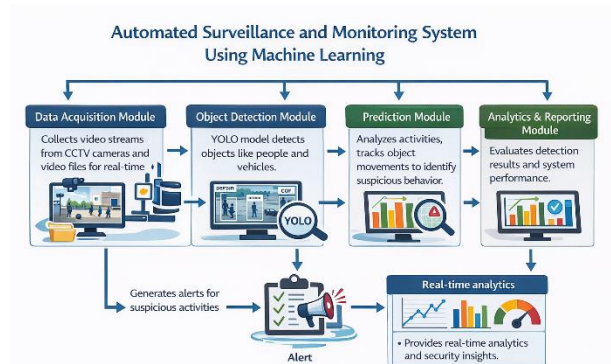 Automated Surveillance and Monitoring System
Using Machine Learning
Data Acquisition Module
Collects video streams
from CCTV cameras and
video files for real-time
Object Detection Module
YOLO model detects
objects like people and
vehicles.
YOLO
Prediction Module
Analyzes activities,
tracks object
movements to identify
suspicious behavior.
Analytics & Reporting
Module
Evaluates detection
results and system
performance.
Generates alerts for
suspicious activities
Alert
Real-time analytics
• Provides real-time analytics
and security insights.